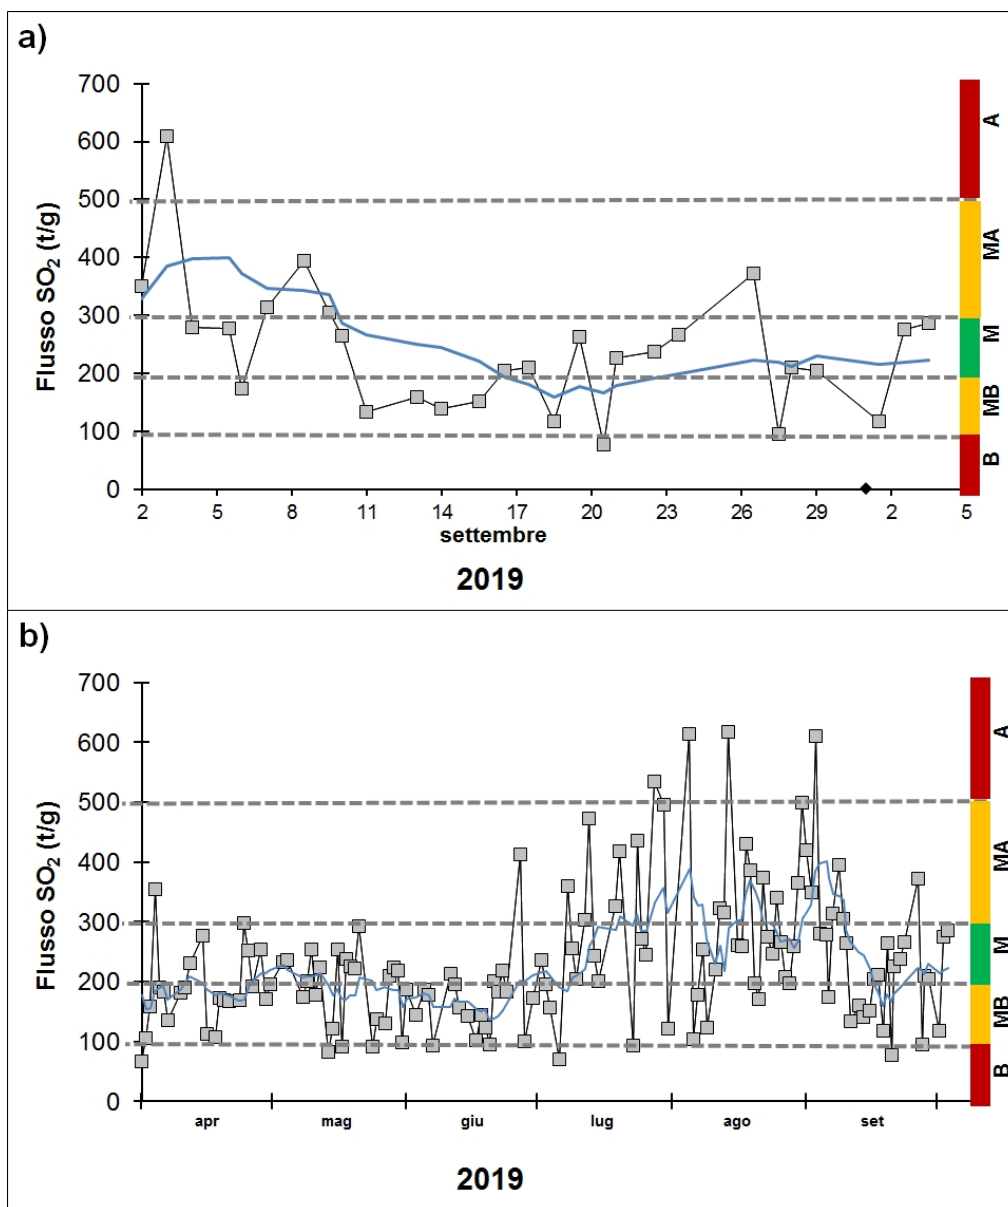 a)
700
600
500
400
300
200
100
0
Flusso SO2 (t/g)
A
MA
M
MB
B
2 5 8 11 14 17 20 23 26 29 2 5
settembre
2019
b)
700
600
500
400
300
200
100
0
Flusso SO2 (t/g)
A
MA
M
MB
B
apr mag giu lug ago set
2019